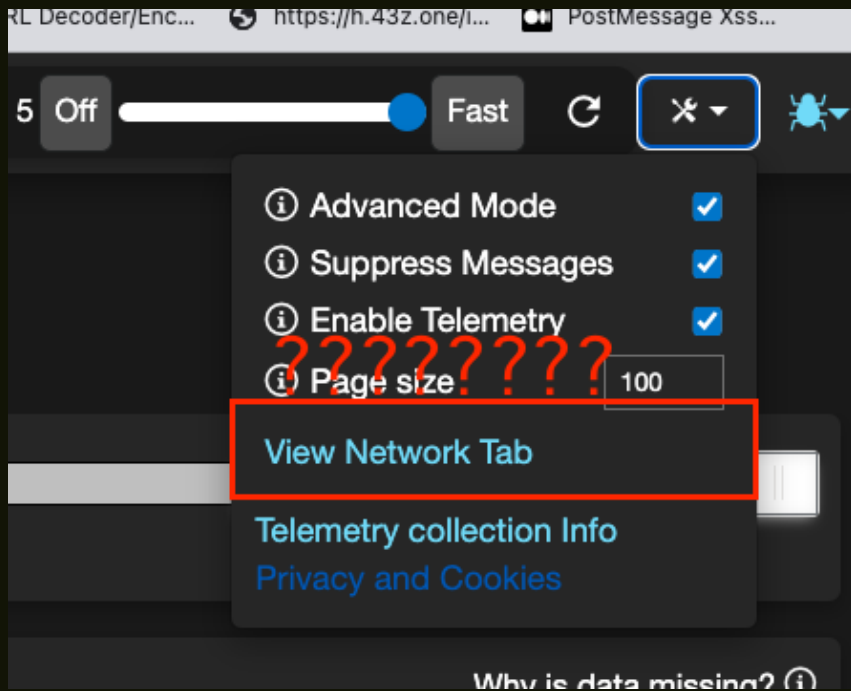 RL Decoder/Enc... https://h.43z.one/i... PostMessage Xss...
5 Off Fast
Advanced Mode
Suppress Messages
Enable Telemetry
????????
Page size 100
View Network Tab
Telemetry collection Info
Privacy and Cookies
Why is data missing?